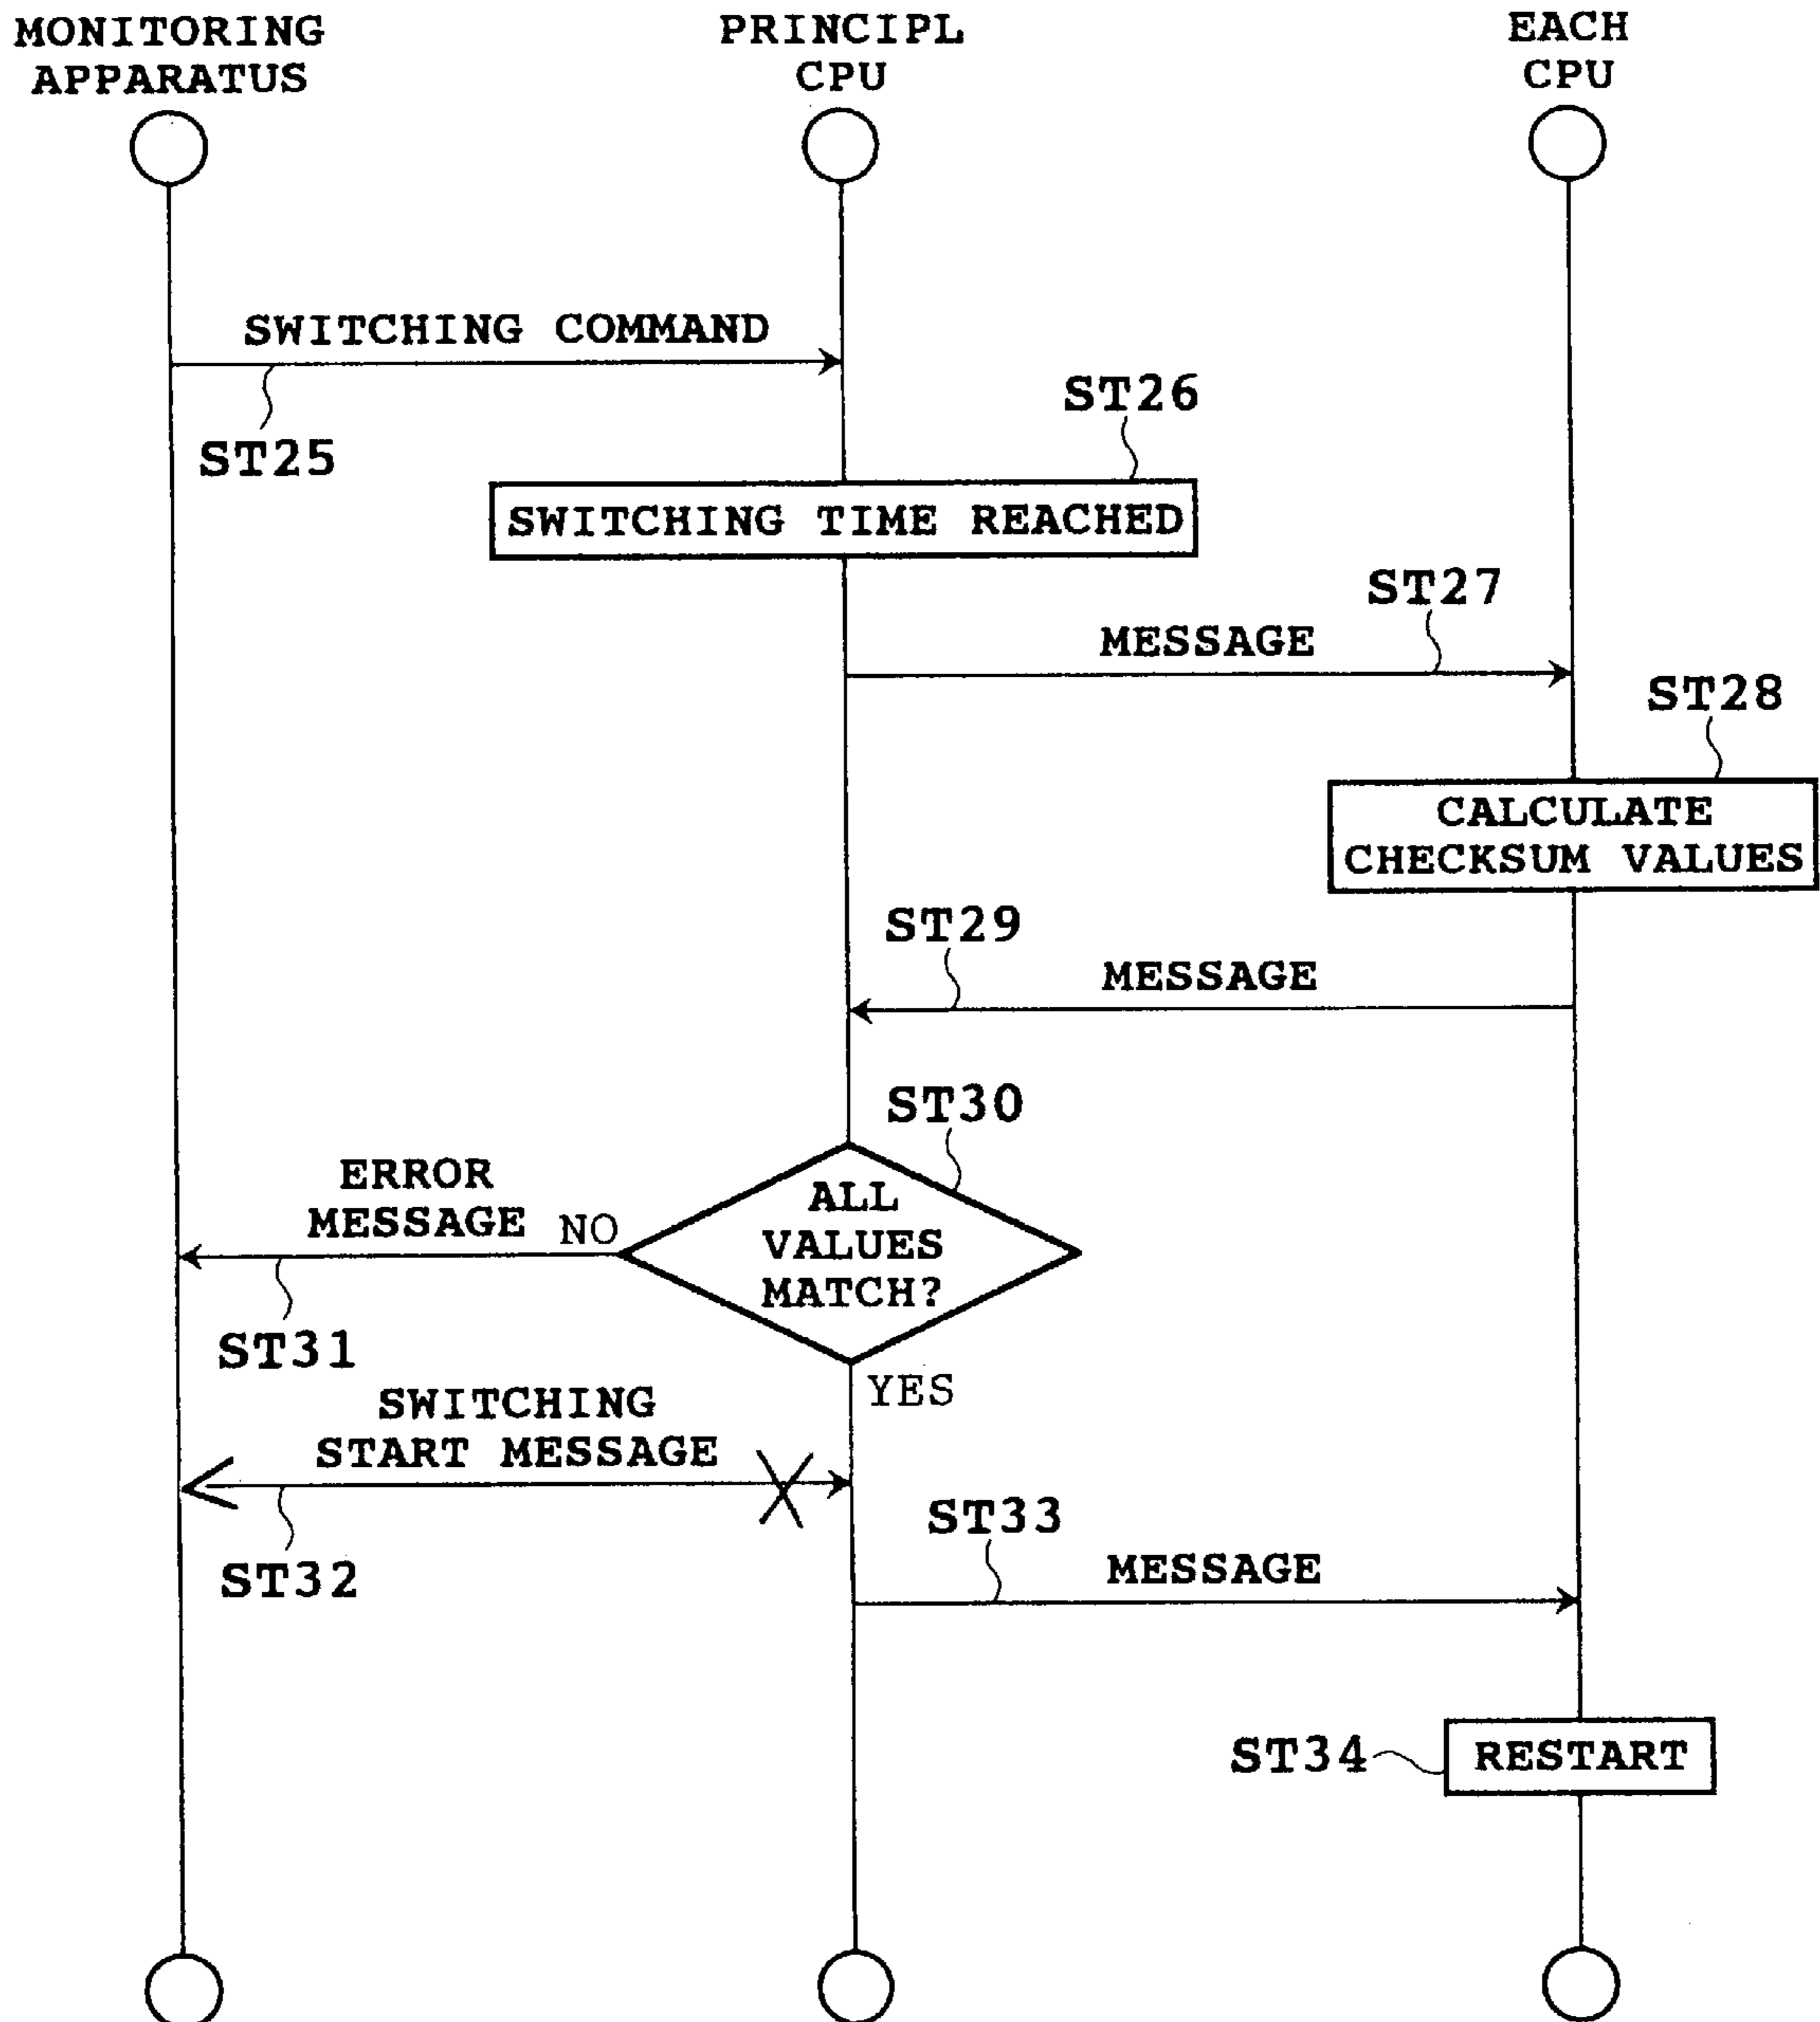 MONITORING
APPARATUS
PRINCIPL
CPU
EACH
CPU
SWITCHING COMMAND
ST25
ST26
SWITCHING TIME REACHED
ST27
MESSAGE
ST28
CALCULATE
CHECKSUM VALUES
ST29
MESSAGE
ST30
ERROR
MESSAGE
NO
ALL
VALUES
MATCH?
ST31
YES
SWITCHING
START MESSAGE
ST32
ST33
MESSAGE
ST34
RESTART